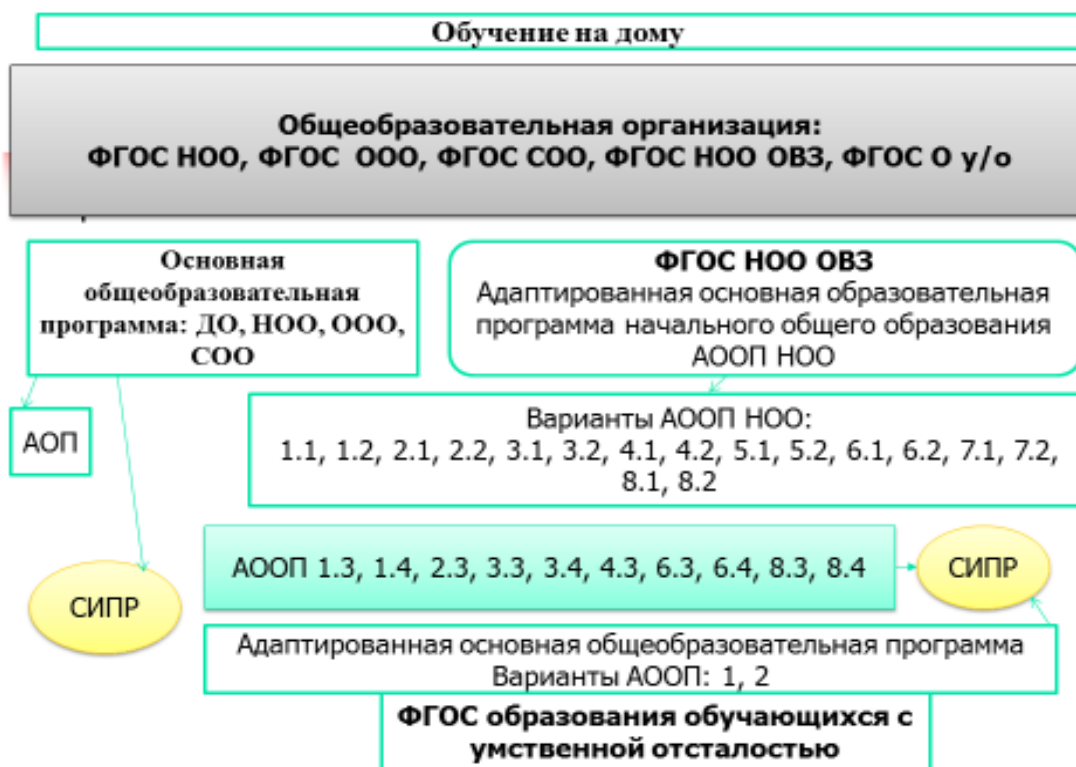 Обучение на дому
Общеобразовательная организация:
ФГОС НОО, ФГОС ООО, ФГОС СОО, ФГОС НОО ОВЗ, ФГОС О у/о
Основная
общеобразовательная
программа: ДО, НОО, ООО,
СОО
ФГОС НОО ОВЗ
Адаптированная основная образовательная
программа начального общего образования
АООП НОО
АОП
Варианты АООП НОО:
1.1, 1.2, 2.1, 2.2, 3.1, 3.2, 4.1, 4.2, 5.1, 5.2, 6.1, 6.2, 7.1, 7.2,
8.1, 8.2
СИПР
АООП 1.3, 1.4, 2.3, 3.3, 3.4, 4.3, 6.3, 6.4, 8.3, 8.4
СИПР
Адаптированная основная общеобразовательная программа
Варианты АООП: 1, 2
ФГОС образования обучающихся с
умственной отсталостью